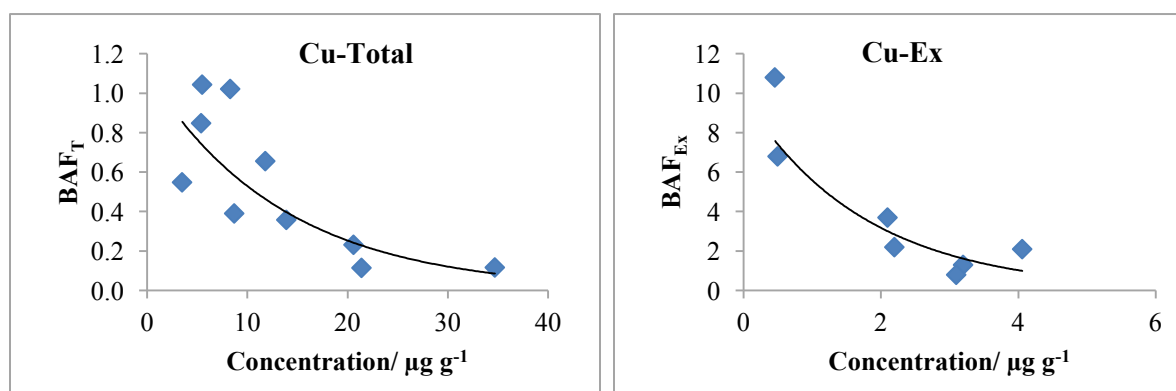 Cu-Total
1.2
1.0
0.8
0.6
0.4
0.2
0.0
BAF_T
0 10 20 30 40
Concentration/ µg g⁻¹
Cu-Ex
12
10
8
6
4
2
0
BAF_Ex
0 2 4 6
Concentration/ µg g⁻¹